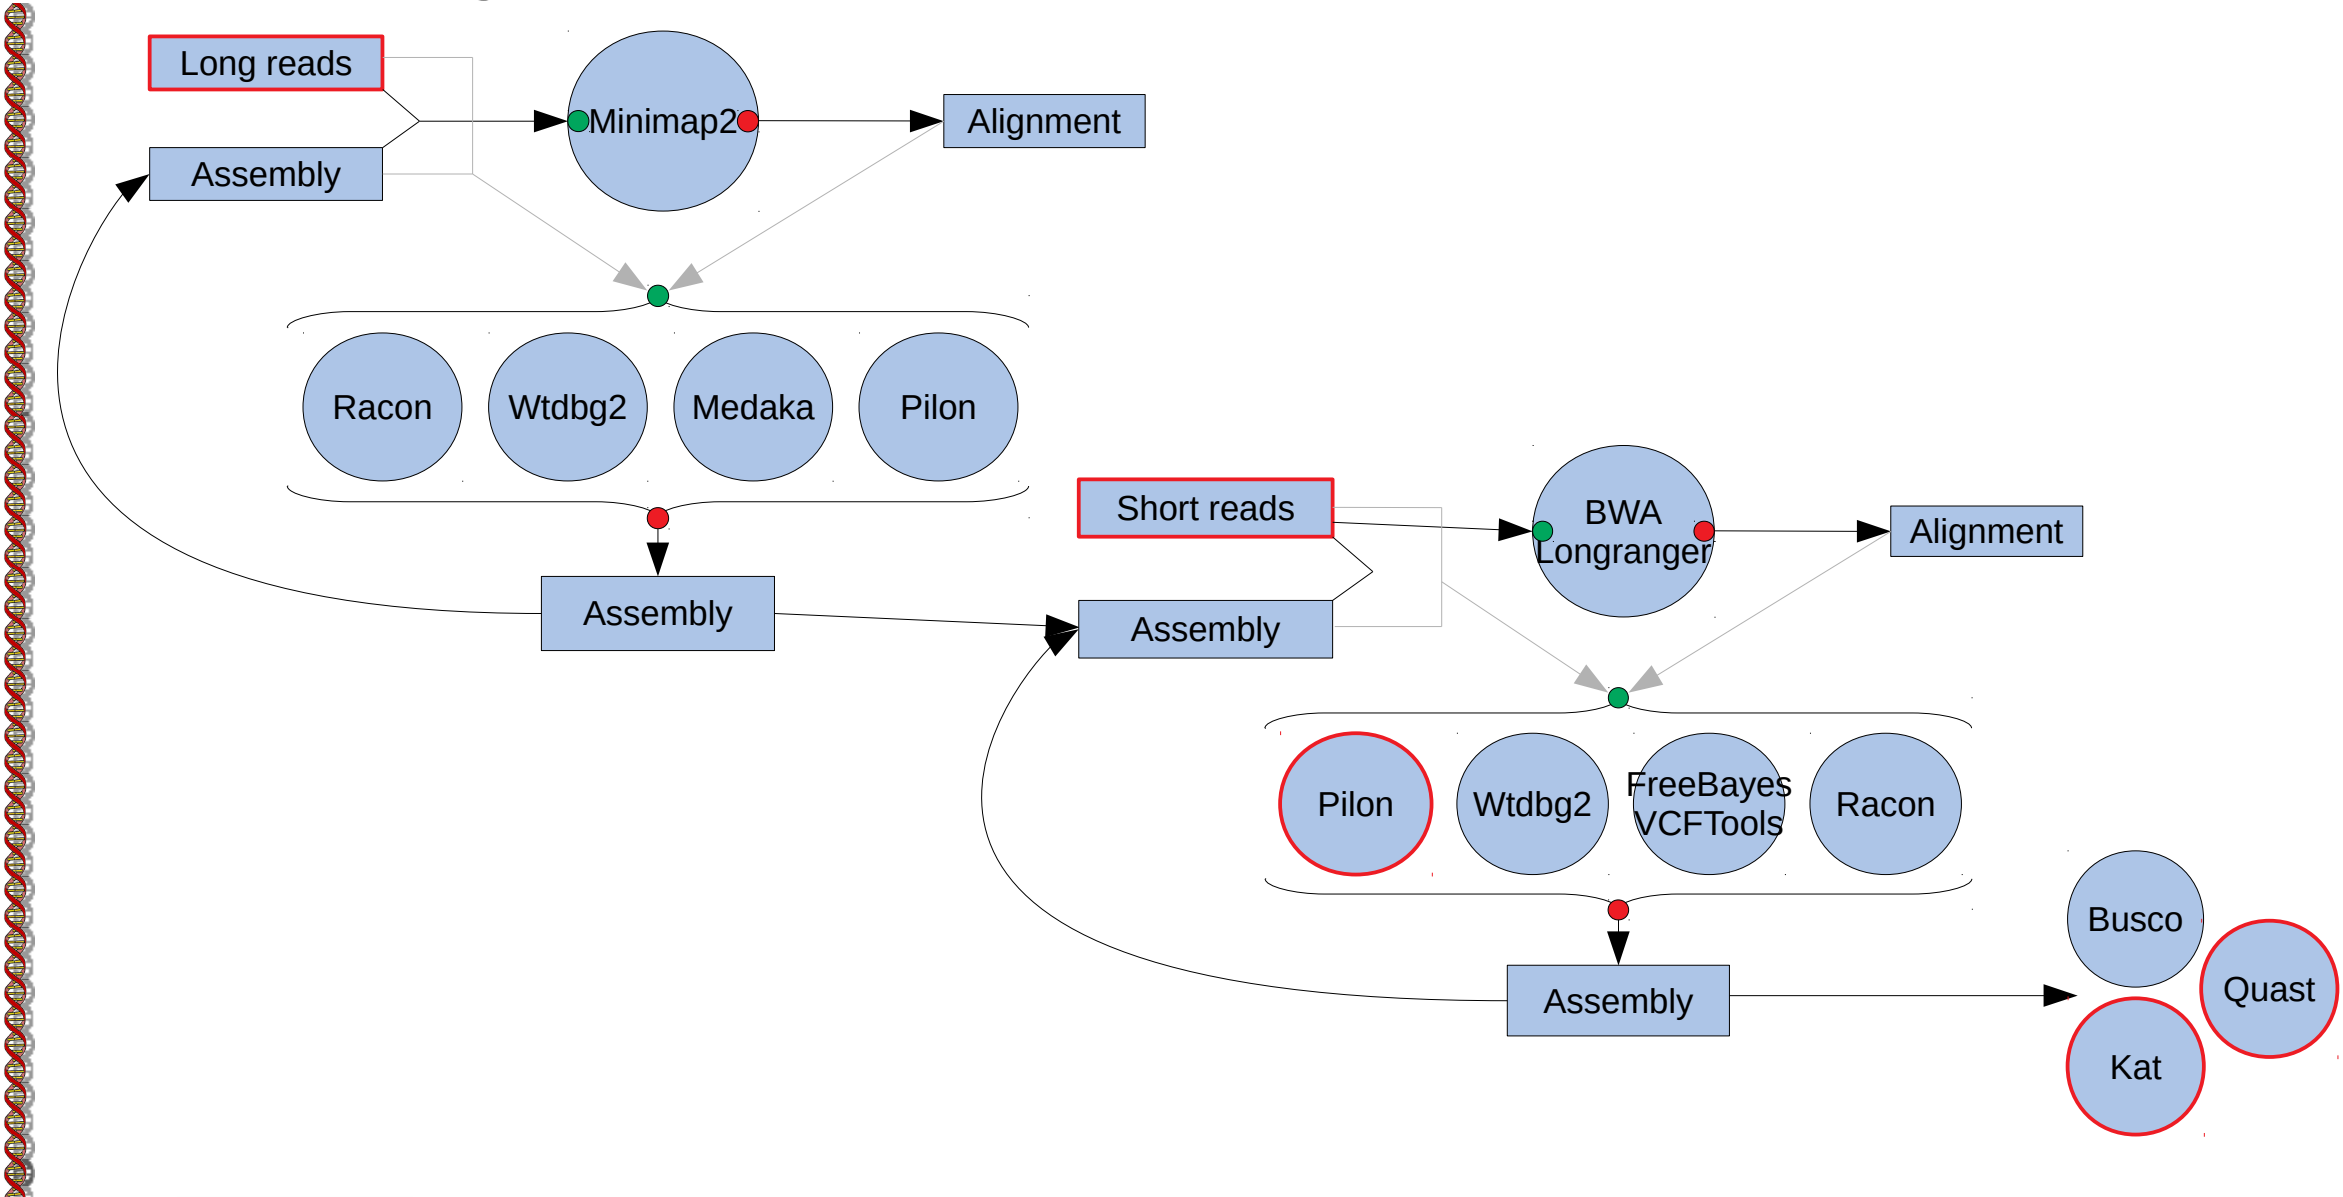 Long reads
Minimap2
Alignment
Assembly
Racon
Wtdbg2
Medaka
Pilon
Assembly
Short reads
BWA
Longranger
Alignment
Assembly
Pilon
Wtdbg2
FreeBayes
VCFTools
Racon
Assembly
Busco
Quast
Kat